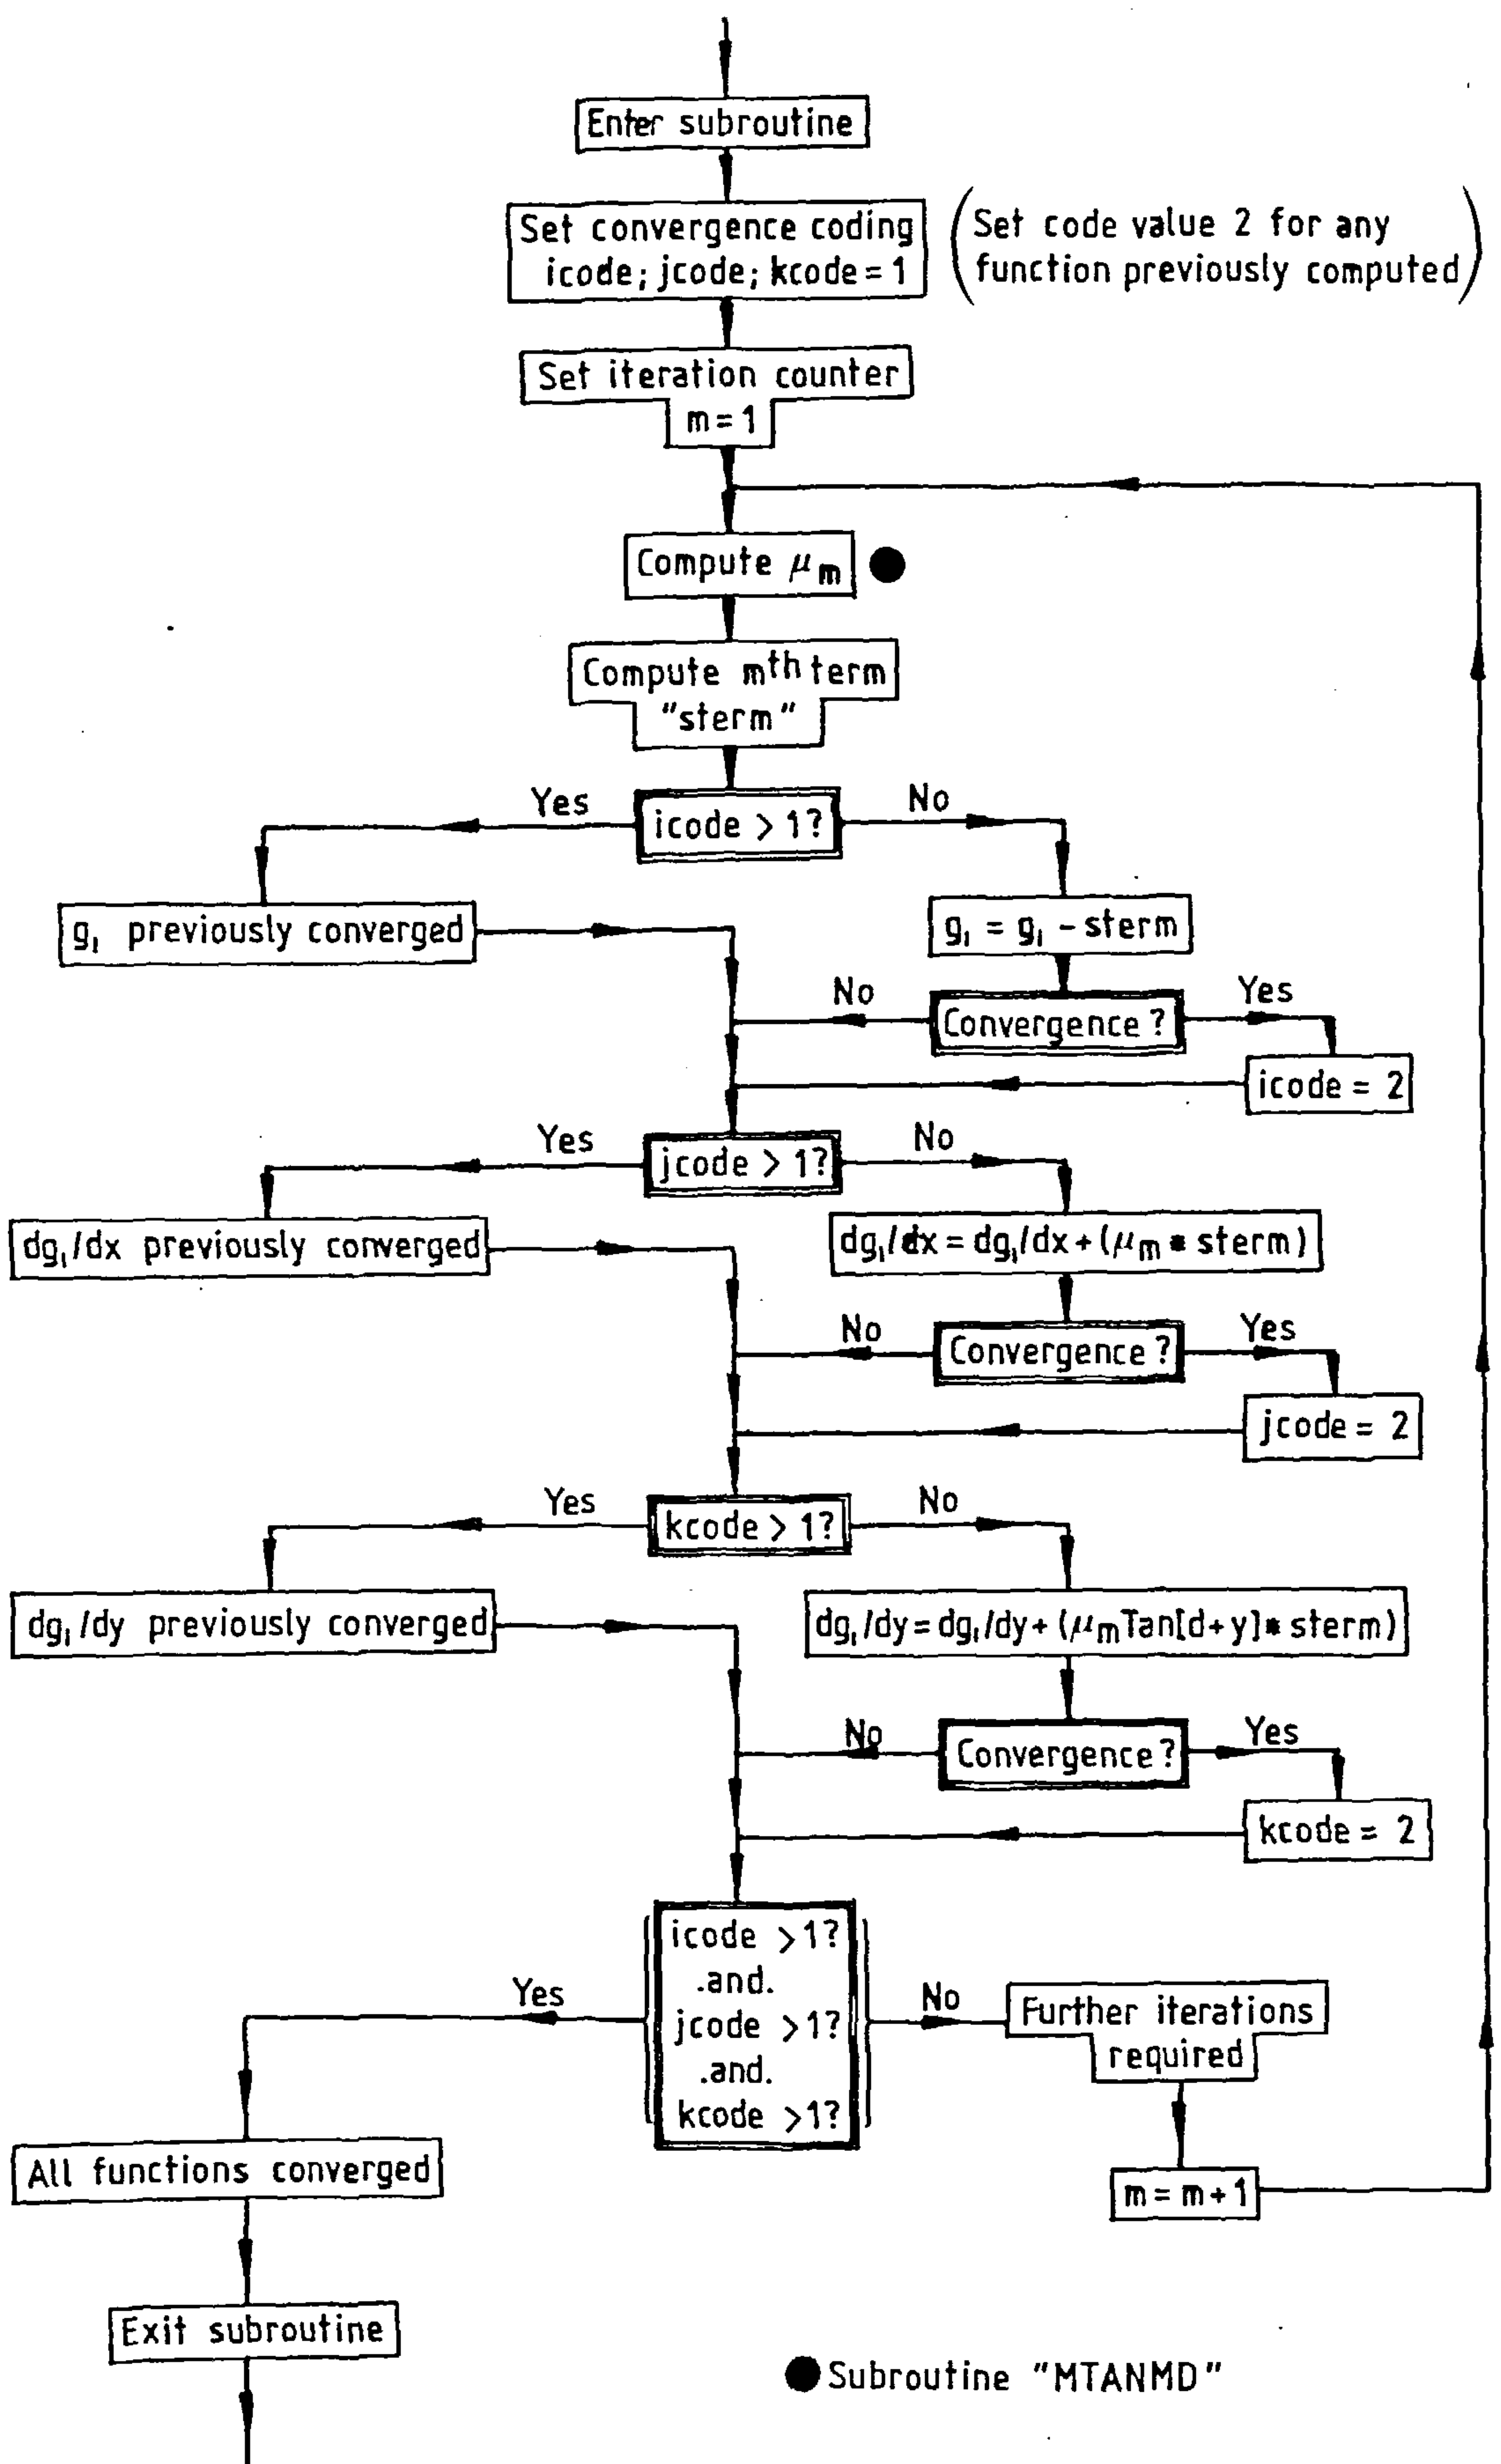 Enter subroutine
Set convergence coding
icode; jcode; kcode = 1
(Set code value 2 for any
function previously computed)
Set iteration counter
m = 1
Compute μm
Compute mth term
"sterm"
Yes
icode > 1?
No
g1 previously converged
g1 = g1 - sterm
No
Convergence ?
Yes
icode = 2
Yes
jcode > 1?
No
dg1/dx previously converged
dg1/dx = dg1/dx + (μm * sterm)
No
Convergence ?
Yes
jcode = 2
Yes
kcode > 1?
No
dg1/dy previously converged
dg1/dy = dg1/dy + (μmTan[d+y] * sterm)
No
Convergence ?
Yes
kcode = 2
icode > 1?
.and.
jcode > 1?
.and.
kcode > 1?
Yes
No
Further iterations
required
All functions converged
m = m + 1
Exit subroutine
● Subroutine "MTANMD"